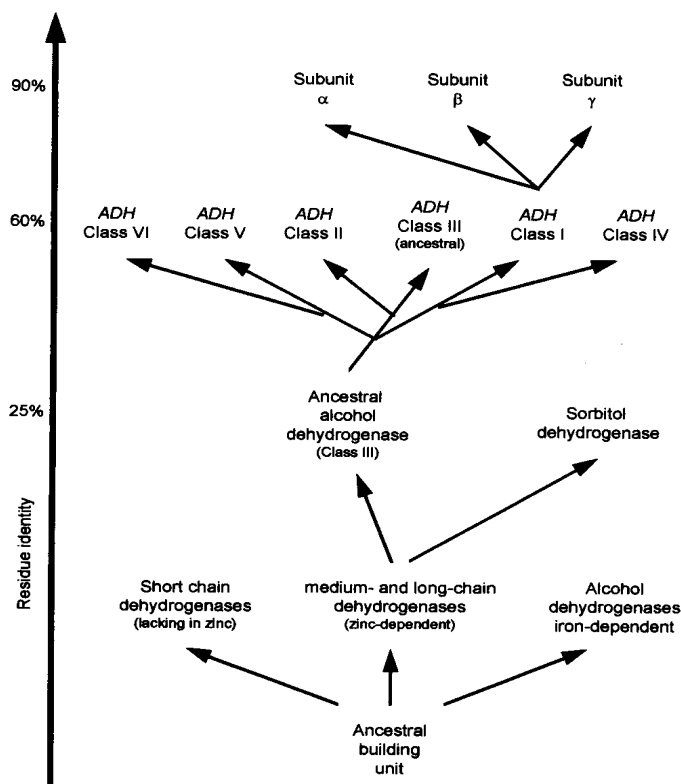 90%
Subunit
α
Subunit
β
Subunit
γ
60%
ADH
Class VI
ADH
Class V
ADH
Class II
ADH
Class III
(ancestral)
ADH
Class I
ADH
Class IV
25%
Ancestral
alcohol
dehydrogenase
(Class III)
Sorbitol
dehydrogenase
Residue identity
Short chain
dehydrogenases
(lacking in zinc)
medium- and long-chain
dehydrogenases
(zinc-dependent)
Alcohol
dehydrogenases
iron-dependent
Ancestral
building
unit